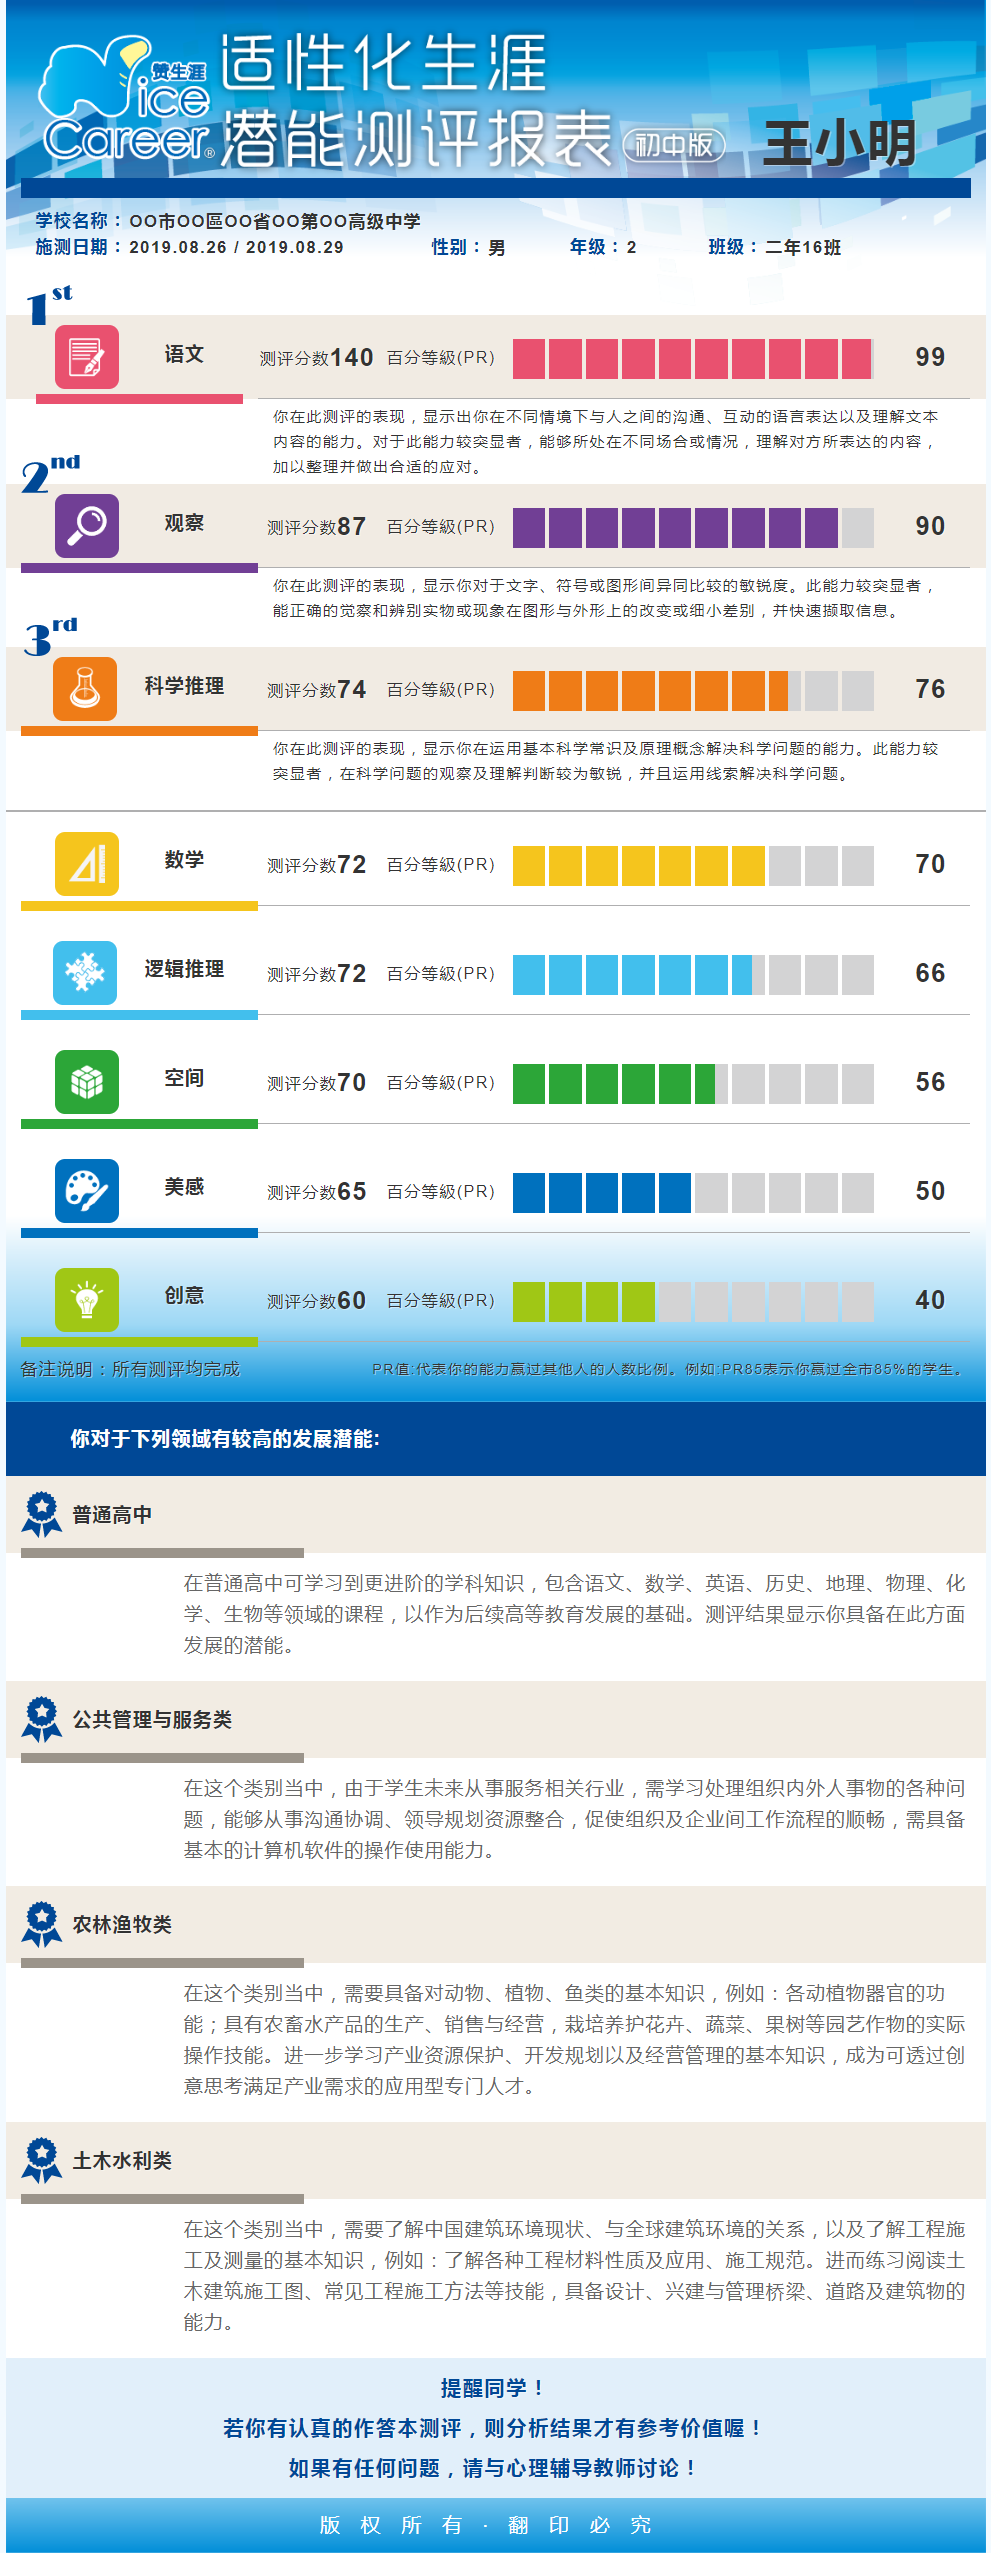 赞生涯
Nice
Career®
适性化生涯
潜能测评报表 初中版 王小明
学校名称：OO市OO區OO省OO第OO高级中学
施测日期：2019.08.26 / 2019.08.29 性别：男 年级：2 班级：二年16班
1st
语文 测评分数140 百分等級(PR) 99
你在此测评的表现，显示出你在不同情境下与人之间的沟通、互动的语言表达以及理解文本
内容的能力。对于此能力较突显者，能够所处在不同场合或情况，理解对方所表达的内容，
加以整理并做出合适的应对。
2nd
观察 测评分数87 百分等級(PR) 90
你在此测评的表现，显示你对于文字、符号或图形间异同比较的敏锐度。此能力较突显者，
能正确的觉察和辨别实物或现象在图形与外形上的改变或细小差别，并快速撷取信息。
3rd
科学推理 测评分数74 百分等級(PR) 76
你在此测评的表现，显示你在运用基本科学常识及原理概念解决科学问题的能力。此能力较
突显者，在科学问题的观察及理解判断较为敏锐，并且运用线索解决科学问题。
数学 测评分数72 百分等級(PR) 70
逻辑推理 测评分数72 百分等級(PR) 66
空间 测评分数70 百分等級(PR) 56
美感 测评分数65 百分等級(PR) 50
创意 测评分数60 百分等級(PR) 40
备注说明：所有测评均完成 PR值:代表你的能力赢过其他人的人数比例。例如:PR85表示你赢过全市85%的学生。
你对于下列领域有较高的发展潜能:
普通高中
在普通高中可学习到更进阶的学科知识，包含语文、数学、英语、历史、地理、物理、化
学、生物等领域的课程，以作为后续高等教育发展的基础。测评结果显示你具备在此方面
发展的潜能。
公共管理与服务类
在这个类别当中，由于学生未来从事服务相关行业，需学习处理组织内外人事物的各种问
题，能够从事沟通协调、领导规划资源整合，促使组织及企业间工作流程的顺畅，需具备
基本的计算机软件的操作使用能力。
农林渔牧类
在这个类别当中，需要具备对动物、植物、鱼类的基本知识，例如：各动植物器官的功
能；具有农畜水产品的生产、销售与经营，栽培养护花卉、蔬菜、果树等园艺作物的实际
操作技能。进一步学习产业资源保护、开发规划以及经营管理的基本知识，成为可透过创
意思考满足产业需求的应用型专门人才。
土木水利类
在这个类别当中，需要了解中国建筑环境现状、与全球建筑环境的关系，以及了解工程施
工及测量的基本知识，例如：了解各种工程材料性质及应用、施工规范。进而练习阅读土
木建筑施工图、常见工程施工方法等技能，具备设计、兴建与管理桥梁、道路及建筑物的
能力。
提醒同学！
若你有认真的作答本测评，则分析结果才有参考价值喔！
如果有任何问题，请与心理辅导教师讨论！
版 权 所 有 · 翻 印 必 究